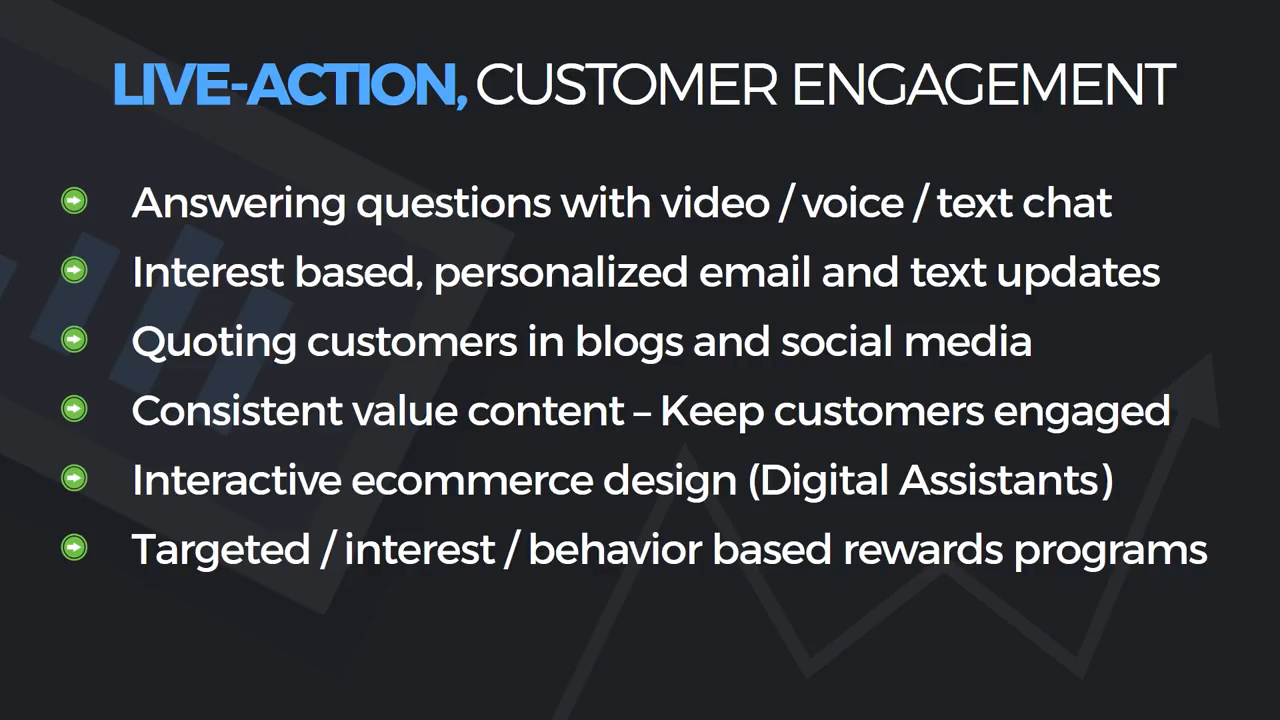 LIVE-ACTION, CUSTOMER ENGAGEMENT
Answering questions with video / voice / text chat
Interest based, personalized email and text updates
Quoting customers in blogs and social media
Consistent value content – Keep customers engaged
Interactive ecommerce design (Digital Assistants)
Targeted / interest / behavior based rewards programs